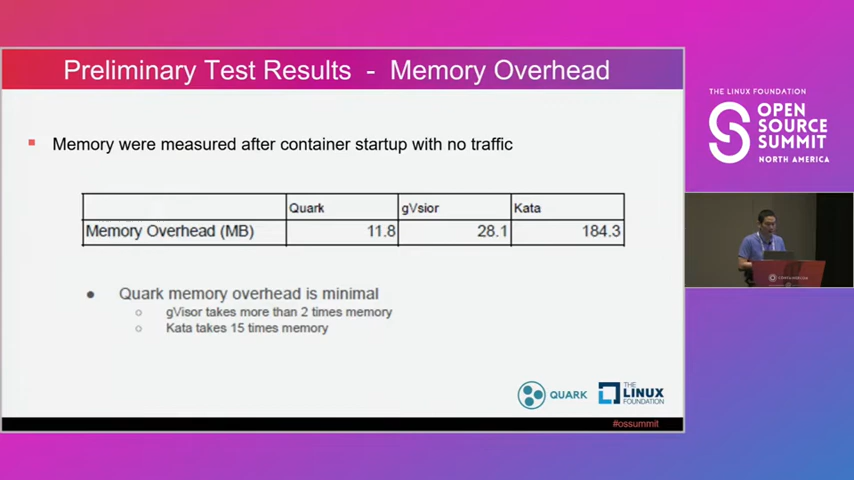 Preliminary Test Results - Memory Overhead
Memory were measured after container startup with no traffic
Quark gVsior Kata
Memory Overhead (MB) 11.8 28.1 184.3
Quark memory overhead is minimal
gVisor takes more than 2 times memory
Kata takes 15 times memory
QUARK
THE
LINUX
FOUNDATION
#ossummit
THE LINUX FOUNDATION
OPEN
SOURCE
SUMMIT
NORTH AMERICA